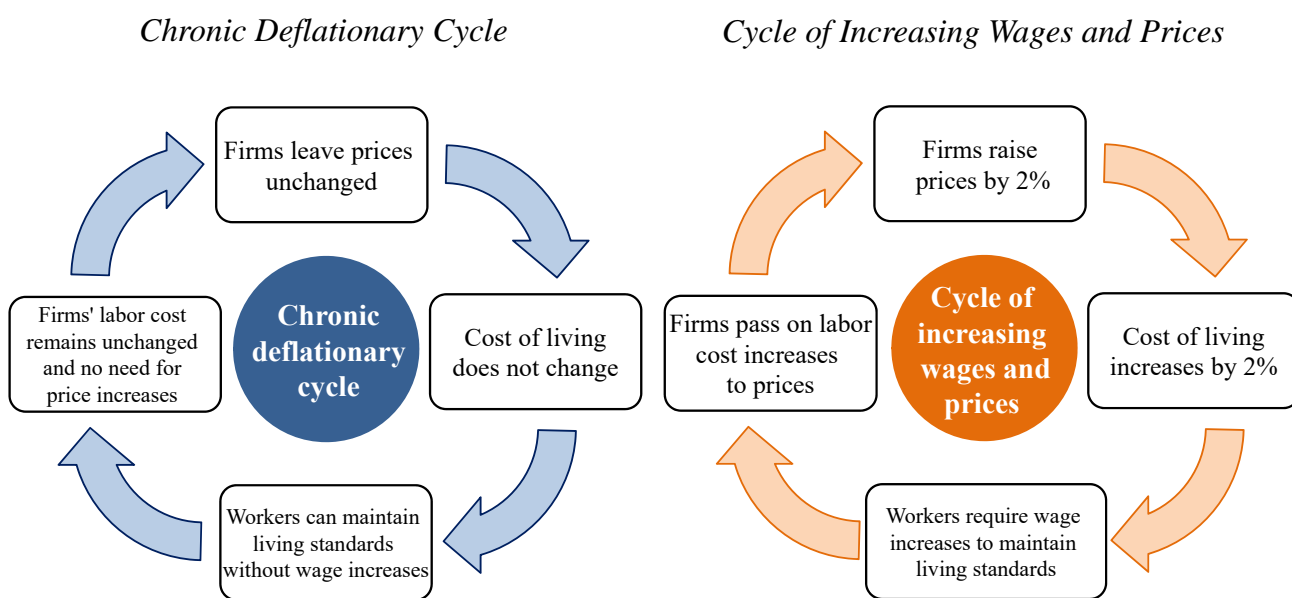 Chronic Deflationary Cycle
Firms leave prices
unchanged
Cost of living
does not change
Workers can maintain
living standards
without wage increases
Firms' labor cost
remains unchanged
and no need for
price increases
Chronic
deflationary
cycle
Cycle of Increasing Wages and Prices
Firms raise
prices by 2%
Cost of living
increases by 2%
Workers require wage
increases to maintain
living standards
Firms pass on labor
cost increases
to prices
Cycle of
increasing
wages and
prices